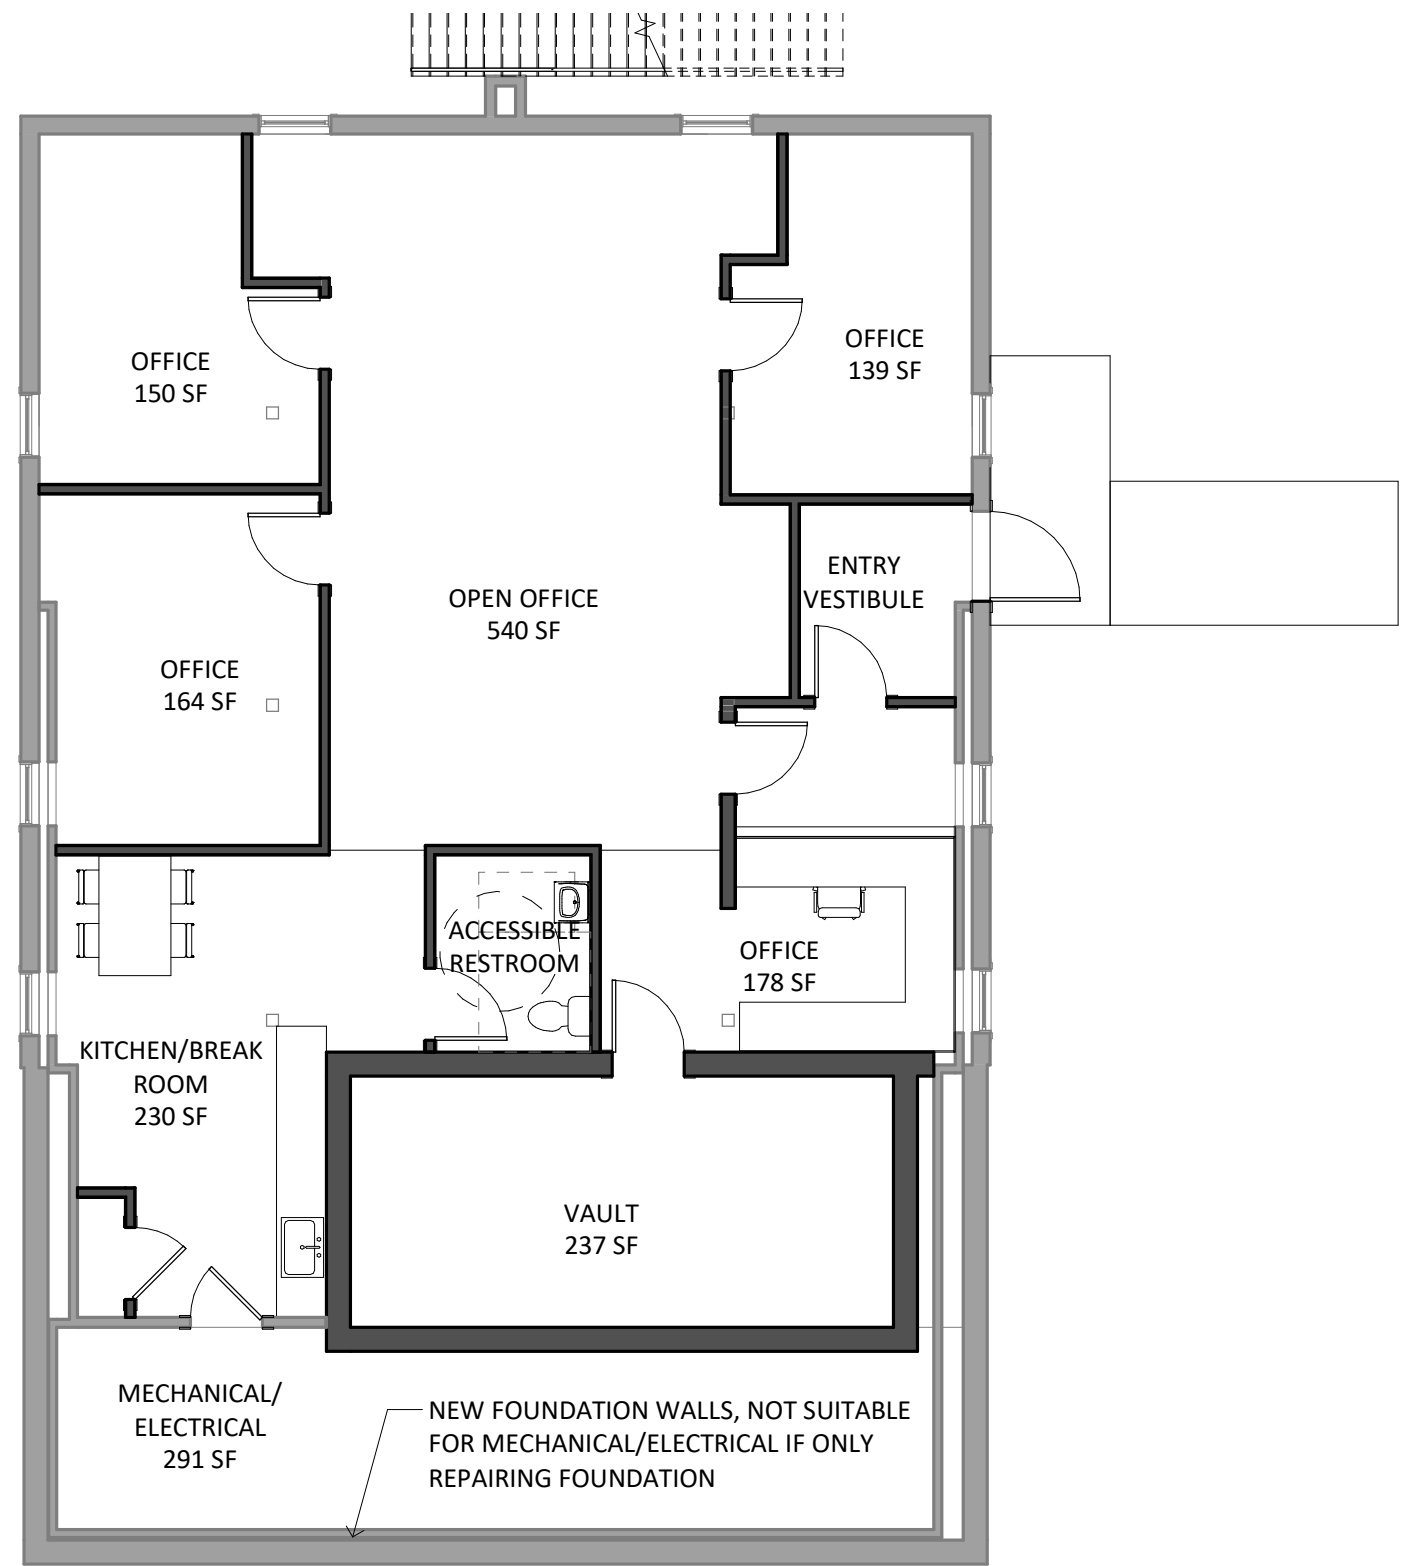 OFFICE
150 SF
OFFICE
139 SF
ENTRY
VESTIBULE
OPEN OFFICE
540 SF
OFFICE
164 SF
ACCESSIBLE
RESTROOM
OFFICE
178 SF
KITCHEN/BREAK
ROOM
230 SF
VAULT
237 SF
MECHANICAL/
ELECTRICAL
291 SF
NEW FOUNDATION WALLS, NOT SUITABLE
FOR MECHANICAL/ELECTRICAL IF ONLY
REPAIRING FOUNDATION